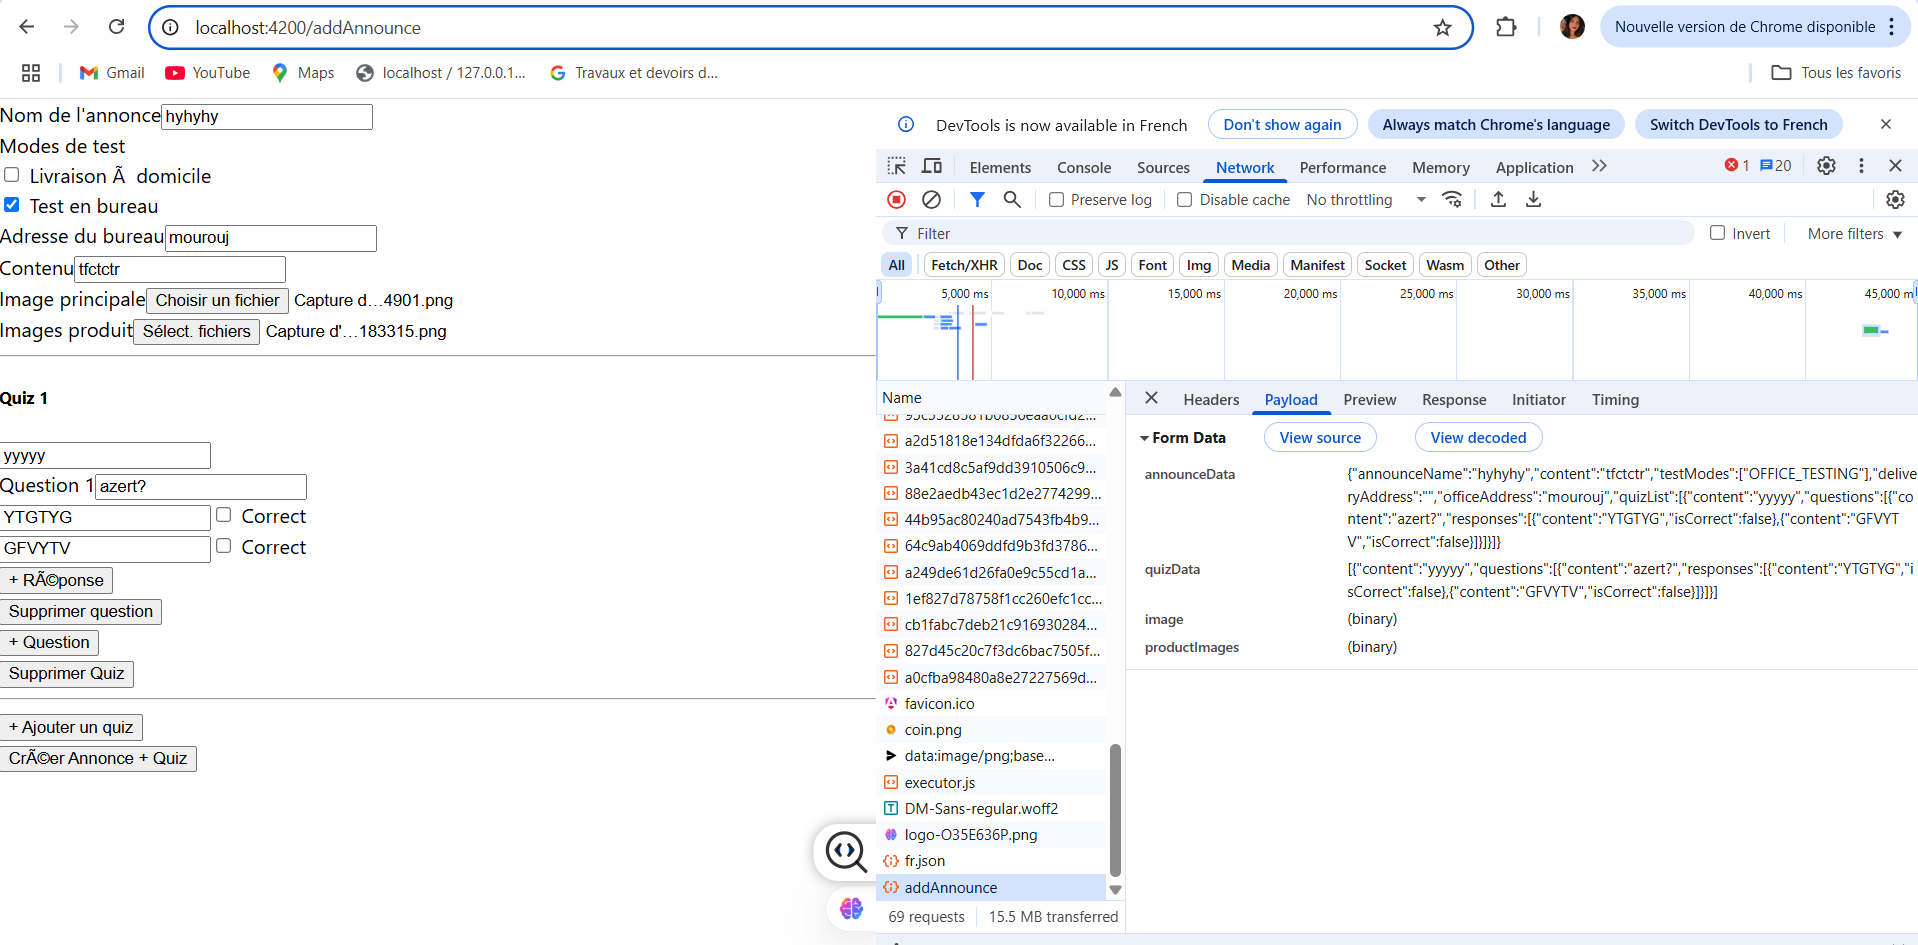 localhost:4200/addAnnounce
Nouvelle version de Chrome disponible
Gmail
YouTube
Maps
localhost / 127.0.0.1...
Travaux et devoirs d...
Tous les favoris
Nom de l'annonce hyhyhy
Modes de test
Livraison Ã  domicile
Test en bureau
Adresse du bureau mourouj
Contenu tfctctr
Image principale Choisir un fichier Capture d…4901.png
Images produit Sélect. fichiers Capture d'…183315.png
Quiz 1
yyyyy
Question 1 azert?
YTGTYG Correct
GFVYTV Correct
+ RÃ©ponse
Supprimer question
+ Question
Supprimer Quiz
+ Ajouter un quiz
CrÃ©er Annonce + Quiz
DevTools is now available in French
Don't show again
Always match Chrome's language
Switch DevTools to French
Elements Console Sources Network Performance Memory Application 1 20
Preserve log Disable cache No throttling
Filter Invert More filters
All Fetch/XHR Doc CSS JS Font Img Media Manifest Socket Wasm Other
5,000 ms 10,000 ms 15,000 ms 20,000 ms 25,000 ms 30,000 ms 35,000 ms 40,000 ms 45,000 m
Name
a2d51818e134dfda6f32266...
3a41cd8c5af9dd3910506c9...
88e2aedb43ec1d2e2774299...
44b95ac80240ad7543fb4b9...
64c9ab4069ddfd9b3fd3786...
a249de61d26fa0e9c55cd1a...
1ef827d78758f1cc260efc1cc...
cb1fabc7deb21c916930284...
827d45c20c7f3dc6bac7505f...
a0cfba98480a8e27227569d...
favicon.ico
coin.png
data:image/png;base...
executor.js
DM-Sans-regular.woff2
logo-O35E636P.png
fr.json
addAnnounce
69 requests 15.5 MB transferred
Headers Payload Preview Response Initiator Timing
Form Data View source View decoded
announceData {"announceName":"hyhyhy","content":"tfctctr","testModes":["OFFICE_TESTING"],"delive
ryAddress":"","officeAddress":"mourouj","quizList":[{"content":"yyyyy","questions":[{"co
ntent":"azert?","responses":[{"content":"YTGTYG","isCorrect":false},{"content":"GFVYT
V","isCorrect":false}]}]}]}
quizData [{"content":"yyyyy","questions":[{"content":"azert?","responses":[{"content":"YTGTYG","i
sCorrect":false},{"content":"GFVYTV","isCorrect":false}]}]}]
image (binary)
productImages (binary)